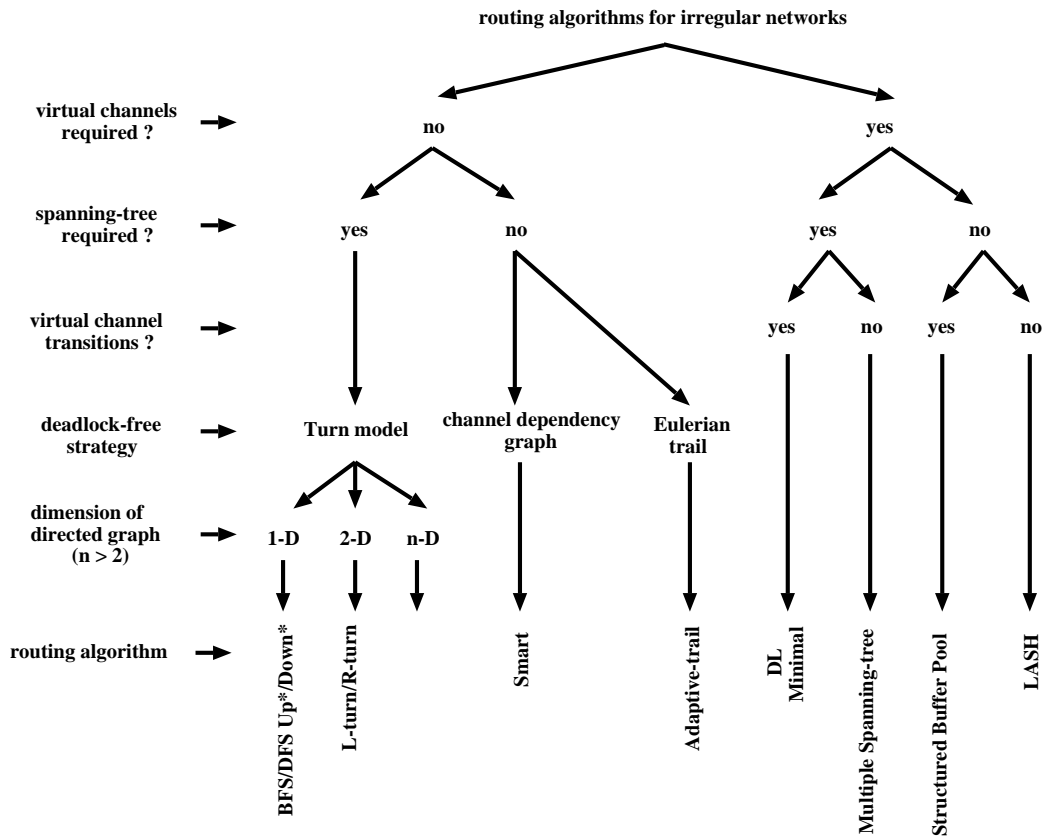 routing algorithms for irregular networks
virtual channels
required ?
no
yes
spanning-tree
required ?
yes
no
yes
no
virtual channel
transitions ?
yes
no
yes
no
deadlock-free
strategy
Turn model
channel dependency
graph
Eulerian
trail
dimension of
directed graph
(n > 2)
1-D
2-D
n-D
routing algorithm
BFS/DFS Up*/Down*
L-turn/R-turn
Smart
Adaptive-trail
DL
Minimal
Multiple Spanning-tree
Structured Buffer Pool
LASH